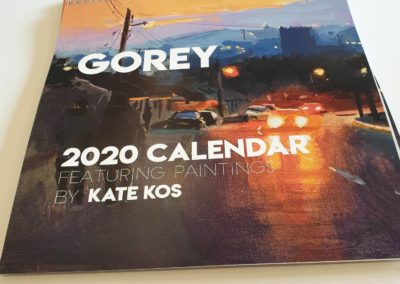 GOREY
2020 CALENDAR
FEATURING PAINTINGS
BY KATE KOS